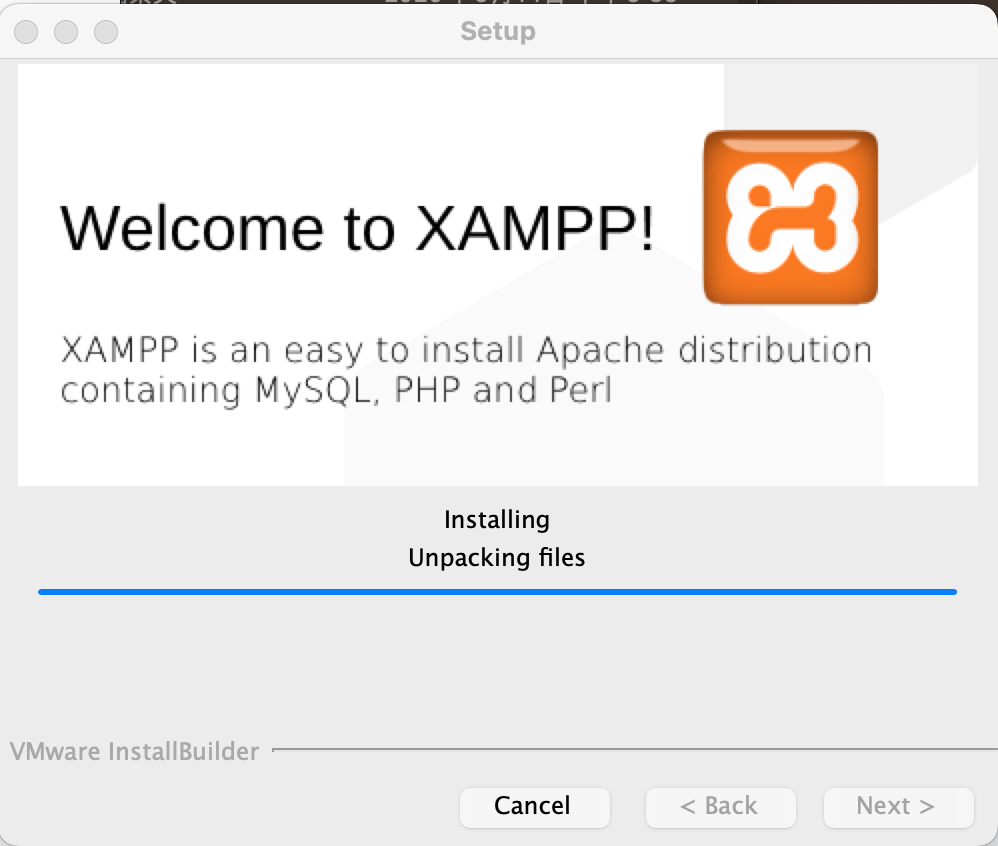 Setup
Welcome to XAMPP!
XAMPP is an easy to install Apache distribution
containing MySQL, PHP and Perl
Installing
Unpacking files
VMware InstallBuilder
Cancel
< Back
Next >